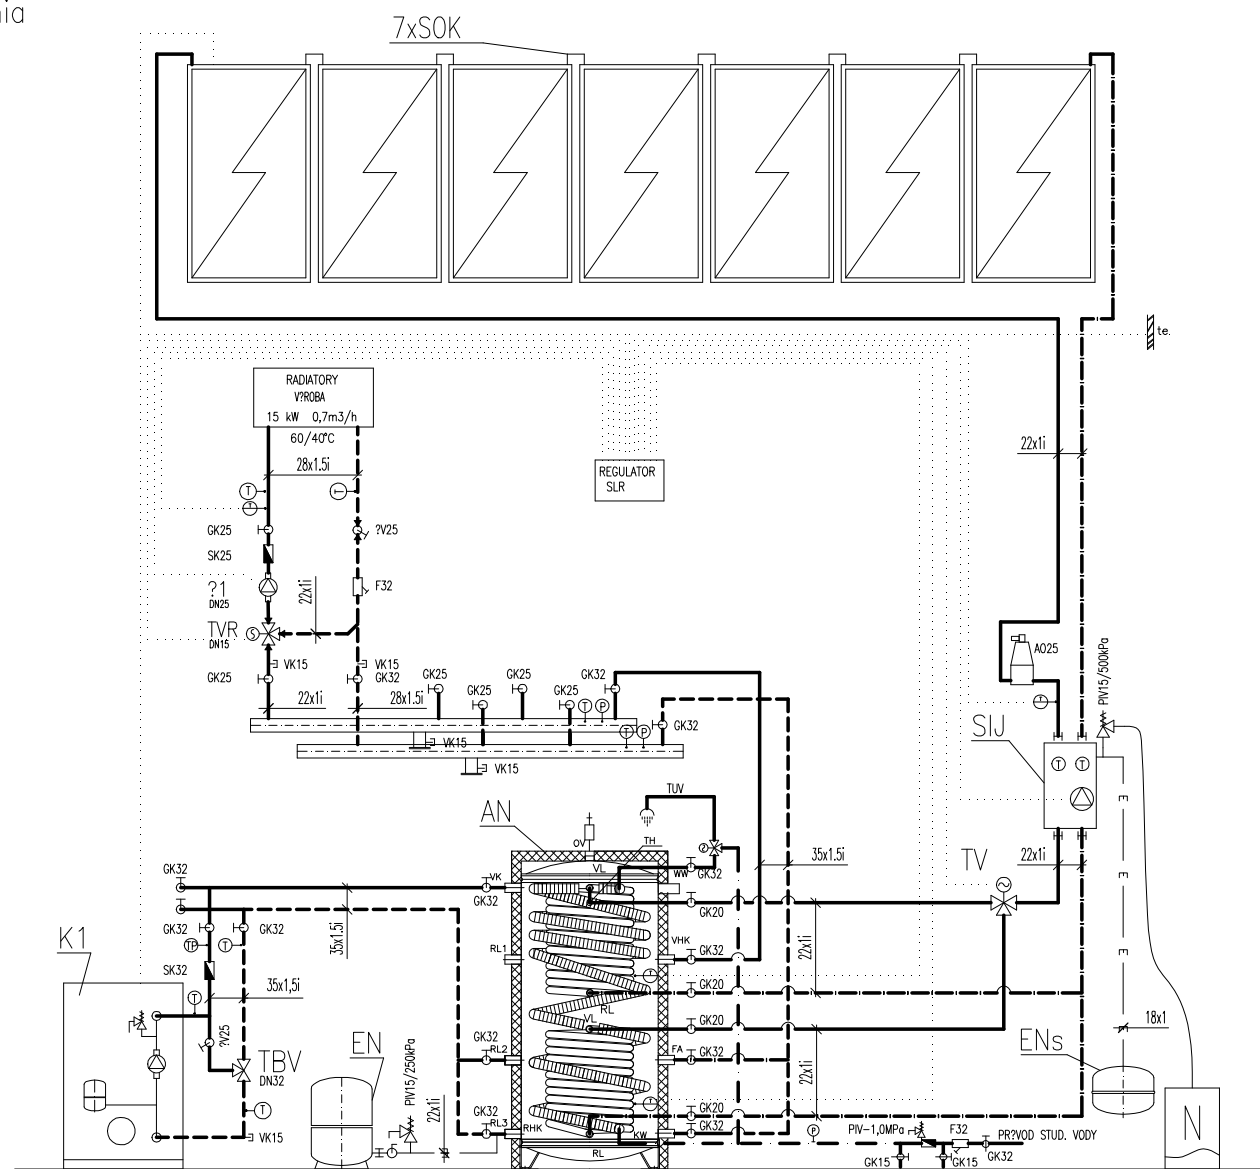 nia
7xSOK
te.
RADIATORY
V?ROBA
15 kW 0,7m3/h
60/40°C
28x1.5i
REGULATOR
SLR
22x1i
T
T
GK25
?V25
SK25
?1
DN25
22x1i
F32
TVR
DN15
S
VK15
VK15
GK25
GK32
22x1i
28x1.5i
GK25
GK25
GK25
GK25
GK32
T
P
GK32
T
P
VK15
VK15
AO25
PIV15/500kPa
SIJ
T
T
TUV
AN
OV
TH
VL
WW
GK32
35x1.5i
TV
22x1i
GK32
VK
GK32
GK20
GK32
GK32
TP
T
35x1.5i
RL1
VHK
GK32
22x1i
K1
SK32
T
35x1,5i
GK20
RL
VL
GK20
?V25
TBV
DN32
T
VK15
EN
PIV15/250kPa
22x1i
GK32
RL2
FA
GK32
22x1i
ENs
18x1
GK32
RL3
RHK
GK20
KW
GK32
RL
P
PIV-1,0MPa
F32
PR?VOD STUD. VODY
GK15
GK15
GK32
N